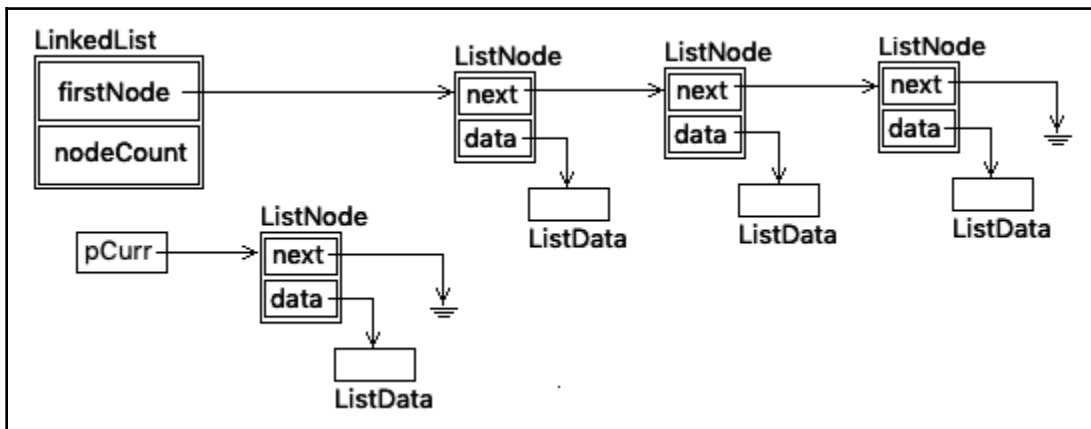 LinkedList
firstNode
nodeCount
ListNode
next
data
ListData
ListNode
next
data
ListData
ListNode
next
data
ListData
pCurr
ListNode
next
data
ListData